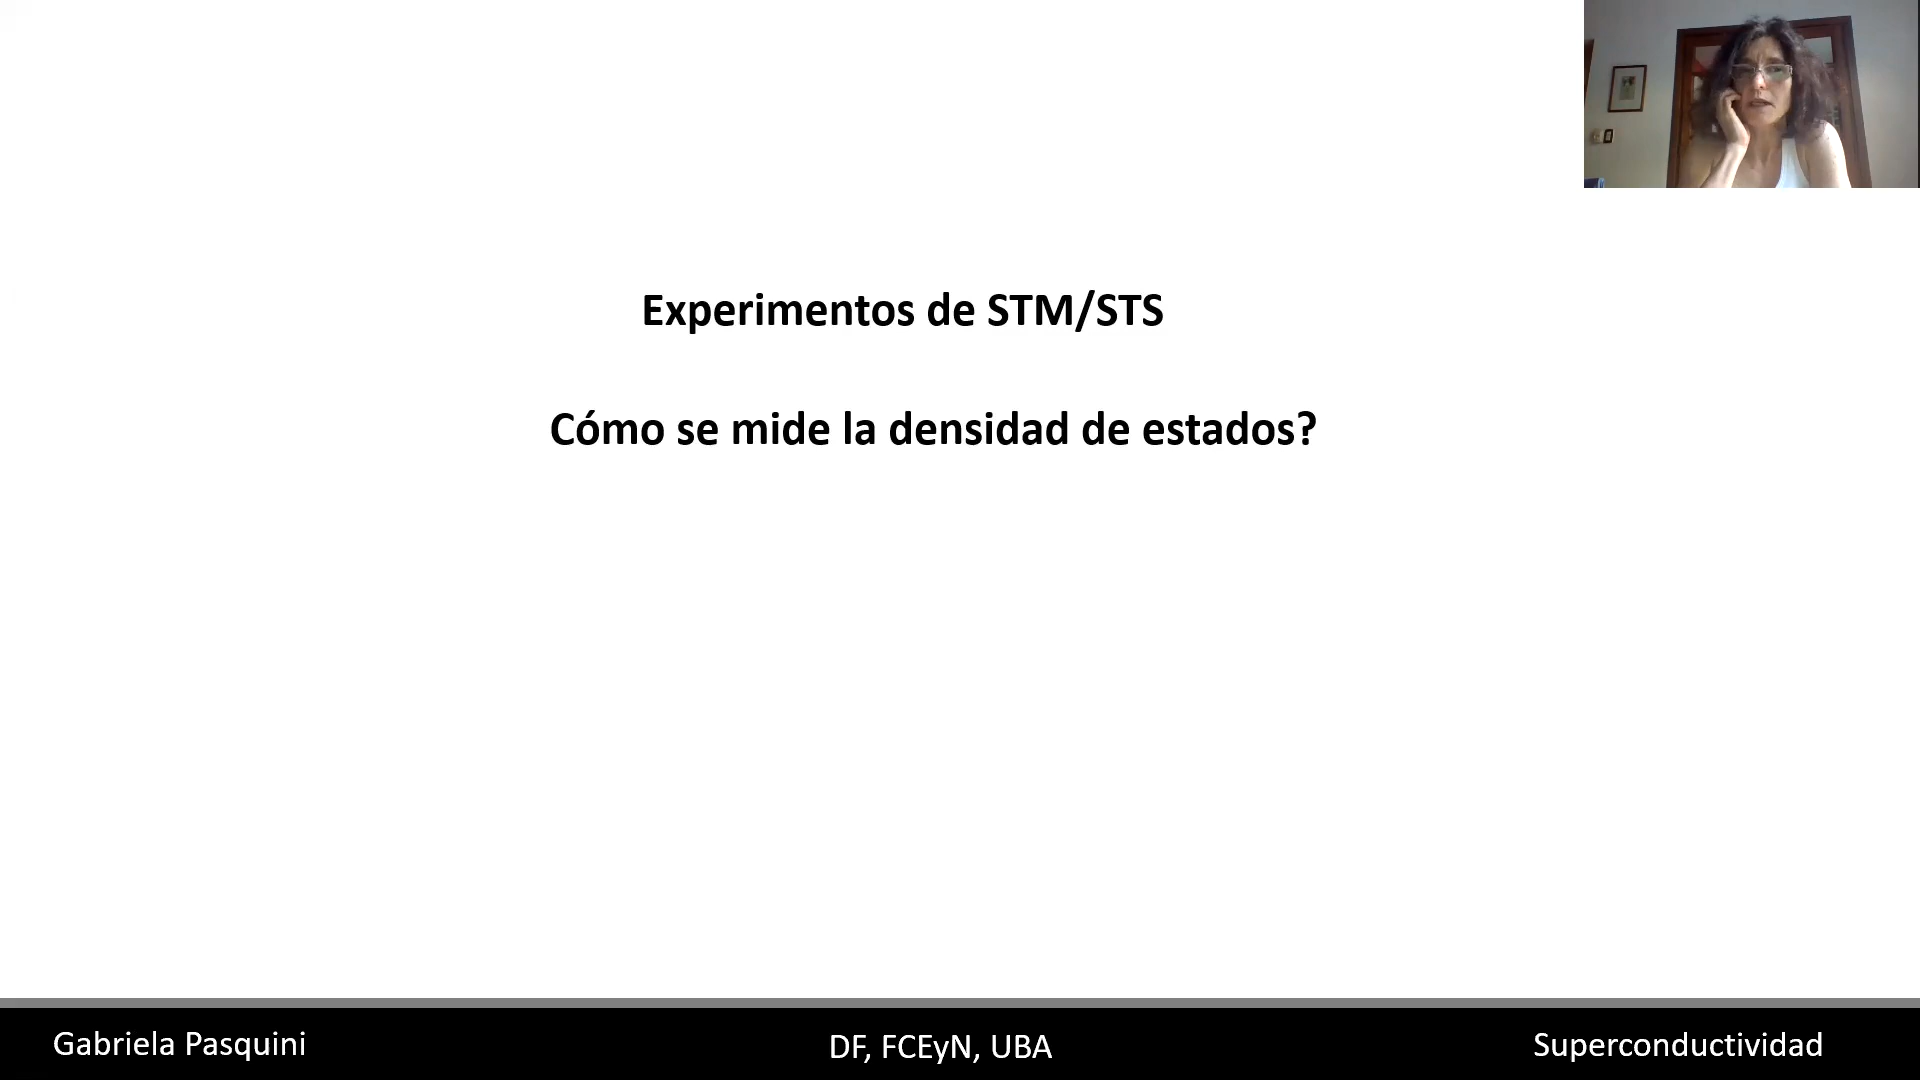 Experimentos de STM/STS
Cómo se mide la densidad de estados?
Gabriela Pasquini
DF, FCEyN, UBA
Superconductividad